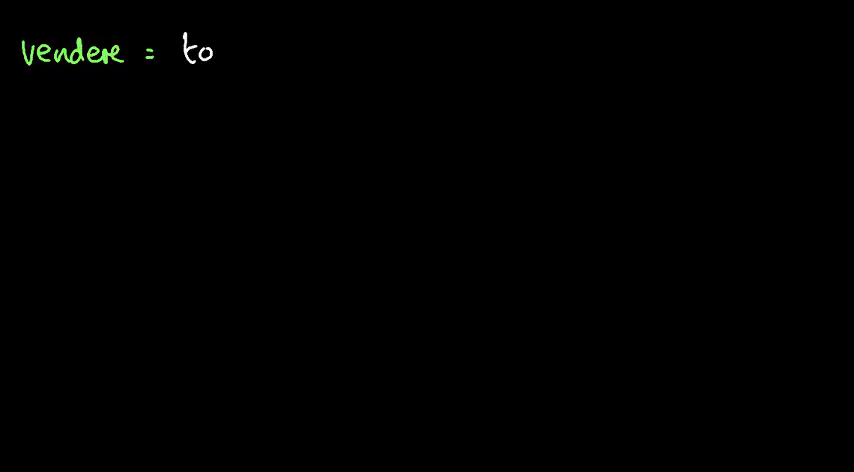 vendere = to